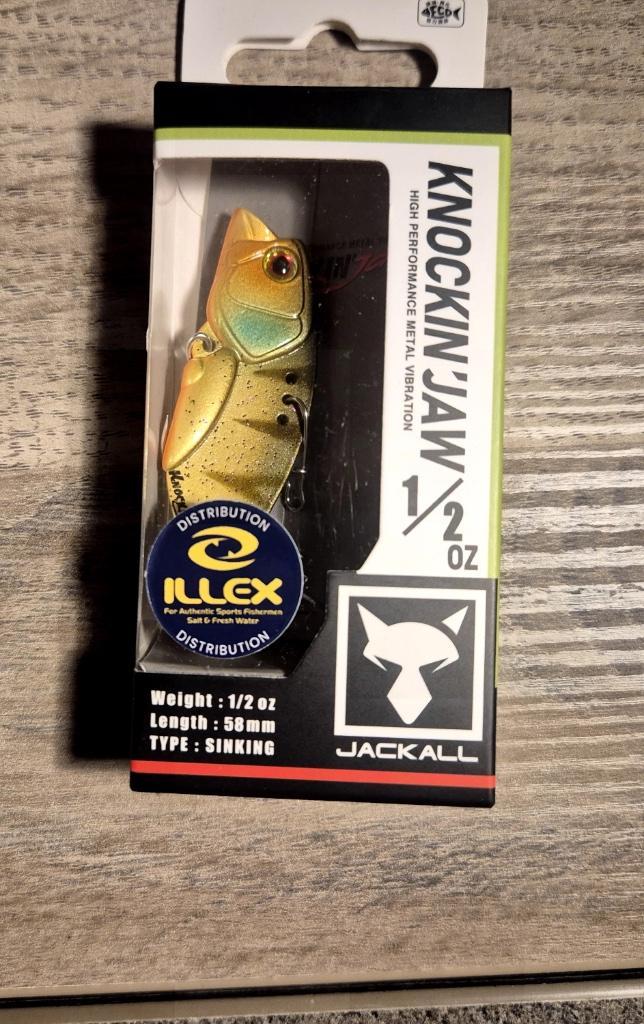 KNOCKIN'JAW
HIGH PERFORMANCE METAL VIBRATION
1/2 OZ
DISTRIBUTION
ILLEX
For Authentic Sports Fishermen
Salt & Fresh Water
DISTRIBUTION
Weight : 1/2 oz
Length : 58mm
TYPE : SINKING
JACKALL